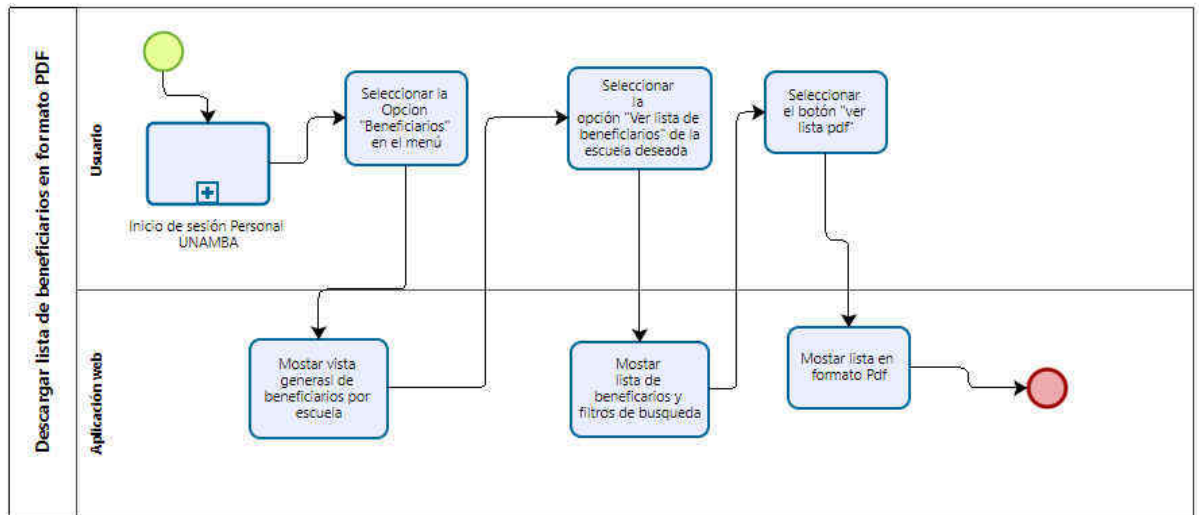 Descargar lista de beneficiarios en formato PDF
Usuario
Inicio de sesión Personal
UNAMBA
Seleccionar la
Opcion
"Beneficiarios"
en el menú
Seleccionar
la
opción "Ver lista de
beneficiarios" de la
escuela deseada
Seleccionar
el botón "ver
lista pdf"
Aplicación web
Mostar vista
generasl de
beneficiarios por
escuela
Mostar
lista de
beneficarios y
filtros de busqueda
Mostar lista en
formato Pdf